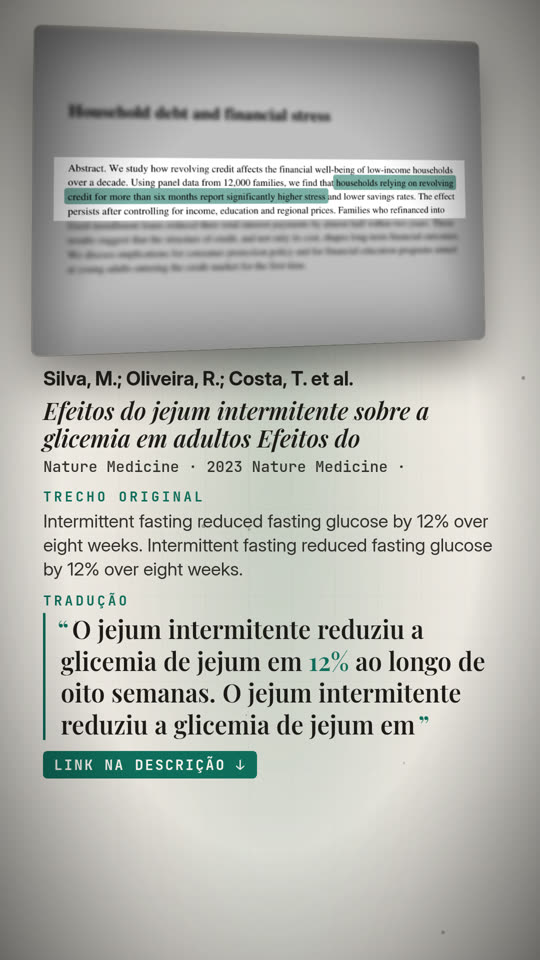 Household debt and financial stress
Abstract. We study how revolving credit affects the financial well-being of low-income households
over a decade. Using panel data from 12,000 families, we find that households relying on revolving
credit for more than six months report significantly higher stress and lower savings rates. The effect
persists after controlling for income, education and regional prices. Families who refinanced into
Silva, M.; Oliveira, R.; Costa, T. et al.
Efeitos do jejum intermitente sobre a
glicemia em adultos Efeitos do
Nature Medicine · 2023 Nature Medicine ·
TRECHO ORIGINAL
Intermittent fasting reduced fasting glucose by 12% over
eight weeks. Intermittent fasting reduced fasting glucose
by 12% over eight weeks.
TRADUÇÃO
“O jejum intermitente reduziu a
glicemia de jejum em 12% ao longo de
oito semanas. O jejum intermitente
reduziu a glicemia de jejum em”
LINK NA DESCRIÇÃO ↓